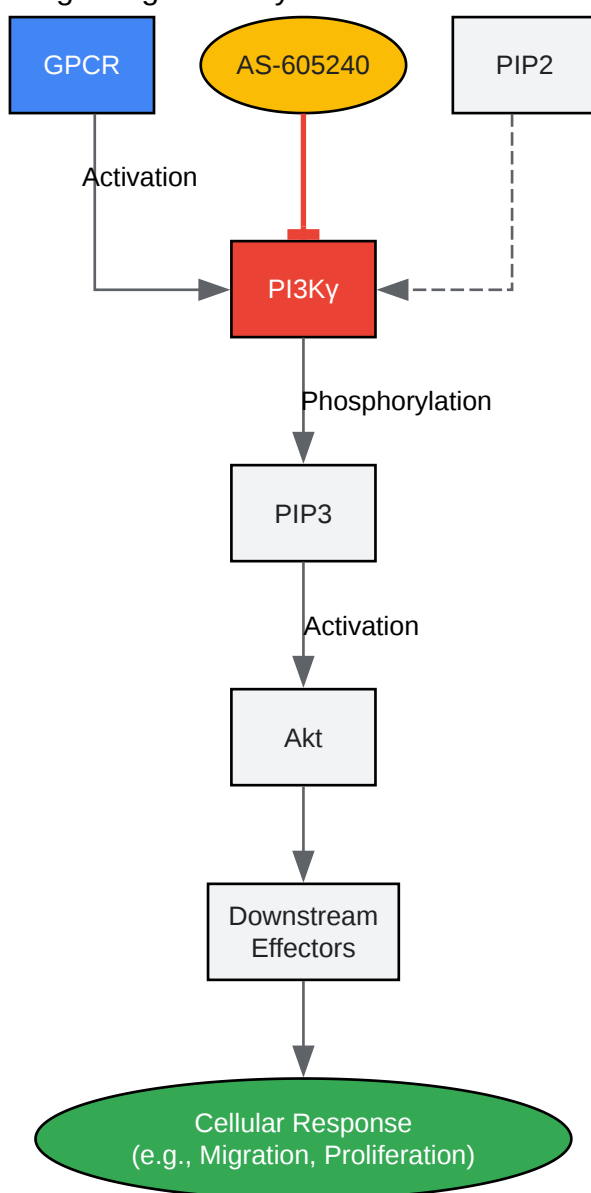 GPCR
AS-605240
PIP2
Activation
PI3Kγ
Phosphorylation
PIP3
Activation
Akt
Downstream
Effectors
Cellular Response
(e.g., Migration, Proliferation)